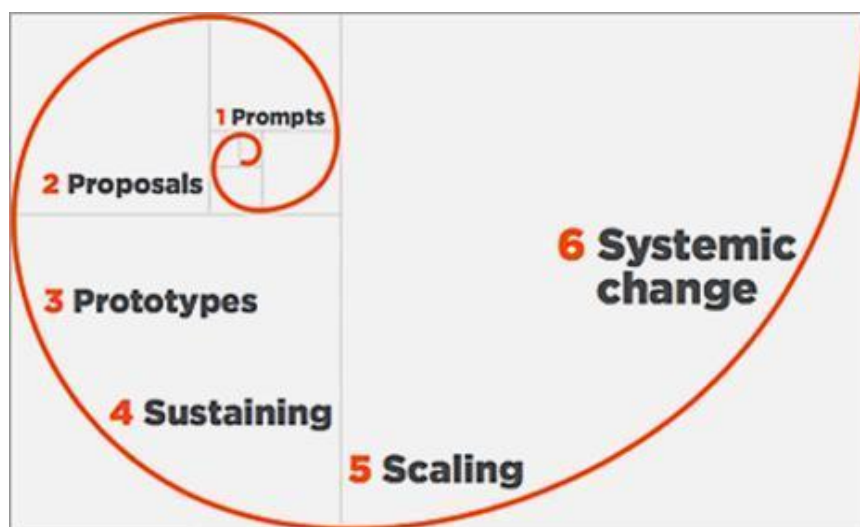 1 Prompts
2 Proposals
3 Prototypes
4 Sustaining
5 Scaling
6 Systemic
change